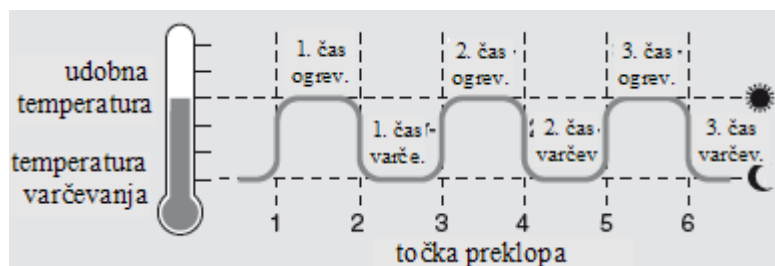 udobna
temperatura
temperatura
varčevanja
1. čas
ogrev.
1. čas
varče.
2. čas
ogrev.
2. čas
varčev
3. čas
ogrev.
3. čas
varčev.
1 2 3 4 5 6
točka preklopa